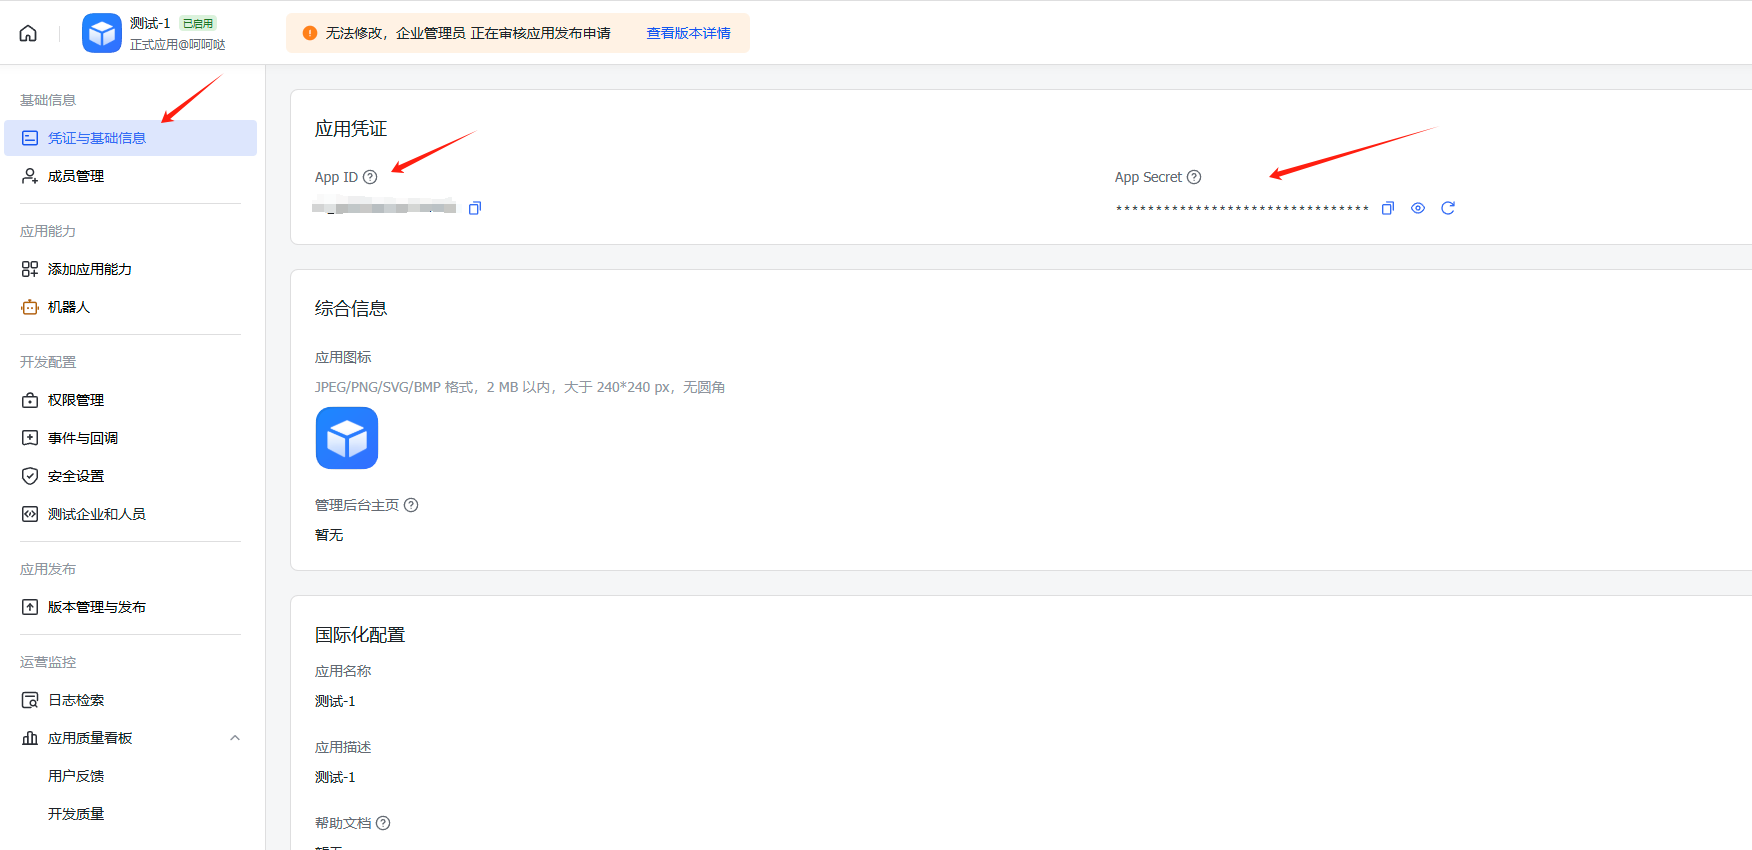 测试-1 已启用
正式应用@呵呵哒
无法修改，企业管理员 正在审核应用发布申请 查看版本详情
基础信息
凭证与基础信息
成员管理
应用能力
添加应用能力
机器人
开发配置
权限管理
事件与回调
安全设置
测试企业和人员
应用发布
版本管理与发布
运营监控
日志检索
应用质量看板
用户反馈
开发质量
应用凭证
App ID
App Secret
********************************
综合信息
应用图标
JPEG/PNG/SVG/BMP 格式，2 MB 以内，大于 240*240 px，无圆角
管理后台主页
暂无
国际化配置
应用名称
测试-1
应用描述
测试-1
帮助文档